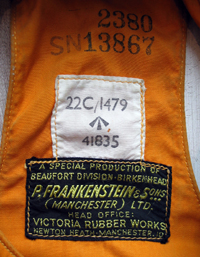 2380
SN13867
22C/1479
41835
A SPECIAL PRODUCTION OF
BEAUFORT DIVISION-BIRKENHEAD
P. FRANKENSTEIN & SONS
(MANCHESTER) LTD.
HEAD OFFICE:
VICTORIA RUBBER WORKS
NEWTON HEATH. MANCHESTER. 10